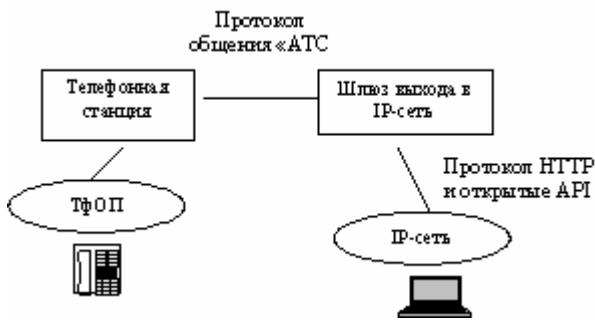 Протокол
общения «АТС
Телефонная
станция
Шлюз выхода в
IP-сеть
Протокол HTTP
и открытые API
ТфОП
IP-сеть